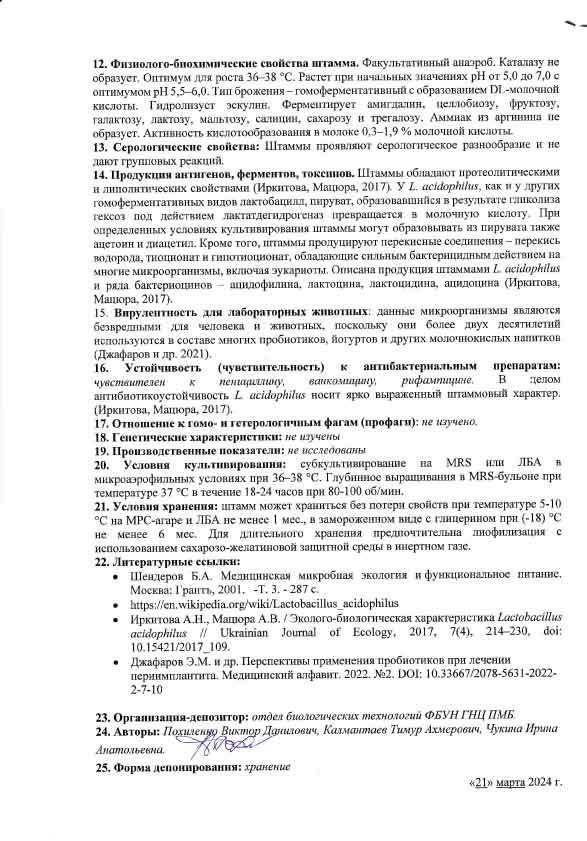 12. Физиолого-биохимические свойства штамма. Факультативный анаэроб. Каталазу не
образует. Оптимум для роста 36–38 °C. Растет при начальных значениях pH от 5,0 до 7,0 с
оптимумом pH 5,5–6,0. Тип брожения – гомоферментативный с образованием DL-молочной
кислоты. Гидролизует эскулин. Ферментирует амигдалин, целлобиозу, фруктозу,
галактозу, лактозу, мальтозу, салицин, сахарозу и трегалозу. Аммиак из аргинина не
образует. Активность кислотообразования в молоке 0,3–1,9 % молочной кислоты.
13. Серологические свойства: Штаммы проявляют серологическое разнообразие и не
дают групповых реакций.
14. Продукция антигенов, ферментов, токсинов. Штаммы обладают протеолитическими
и липолитических свойствами (Иркитова, Мацюра, 2017). У L. acidophilus, как и у других
гомоферментативных видов лактобацилл, пируват, образовавшийся в результате гликолиза
гексоз под действием лактатдегидрогеназ превращается в молочную кислоту. При
определенных условиях культивирования штаммы могут образовывать из пирувата также
ацетоин и диацетил. Кроме того, штаммы продуцируют перекисные соединения – перекись
водорода, тиоционат и гипотиоционат, обладающие сильным бактерицидным действием на
многие микроорганизмы, включая эукариоты. Описана продукция штаммами L. acidophilus
и ряда бактериоцинов – ацидофилина, лактоцина, лактоцидина, ацидоцина (Иркитова,
Мацюра, 2017).
15. Вирулентность для лабораторных животных: данные микроорганизмы являются
безвредными для человека и животных, поскольку они более двух десятилетий
используются в составе многих пробиотиков, йогуртов и других молочнокислых напитков
(Джафаров и др. 2021).
16. Устойчивость (чувствительность) к антибактериальным препаратам:
чувствителен к пенициллину, ванкомицину, рифампицине. В :целом
антибиотикоустойчивость L. acidophilus носит ярко выраженный штаммовый характер.
(Иркитова, Мацюра, 2017).
17. Отношение к гомо- и гетерологичным фагам (профаги): не изучено.
18. Генетические характеристики: не изучены
19. Производственные показатели: не исследованы
20. Условия культивирования: субкультивирование на MRS или ЛБА в
микроаэрофильных условиях при 36–38 °C. Глубинное выращивания в MRS-бульоне при
температуре 37 °C в течение 18-24 часов при 80-100 об/мин.
21. Условия хранения: штамм может храниться без потери свойств при температуре 5-10
°C на МРС-агаре и ЛБА не менее 1 мес., в замороженном виде с глицерином при (-18) °C
не менее 6 мес. Для длительного хранения предпочтительна лиофилизация с
использованием сахарозо-желатиновой защитной среды в инертном газе.
22. Литературные ссылки:
• Шендеров Б.А. Медицинская микробная экология и функциональное питание.
Москва: Грантъ, 2001. -Т. 3. - 287 с.
• https://en.wikipedia.org/wiki/Lactobacillus_acidophilus
• Иркитова А.Н., Мацюра А.В. / Эколого-биологическая характеристика Lactobacillus
acidophilus // Ukrainian Journal of Ecology, 2017, 7(4), 214–230, doi:
10.15421/2017_109.
• Джафаров Э.М. и др. Перспективы применения пробиотиков при лечении
периимплантита. Медицинский алфавит. 2022. №2. DOI: 10.33667/2078-5631-2022-
2-7-10
23. Организация-депозитор: отдел биологических технологий ФБУН ГНЦ ПМБ.
24. Авторы: Похиленко Виктор Данилович, Калмантаев Тимур Ахмерович, Чукина Ирина
Анатольевна.
25. Форма депонирования: хранение
«21» марта 2024 г.